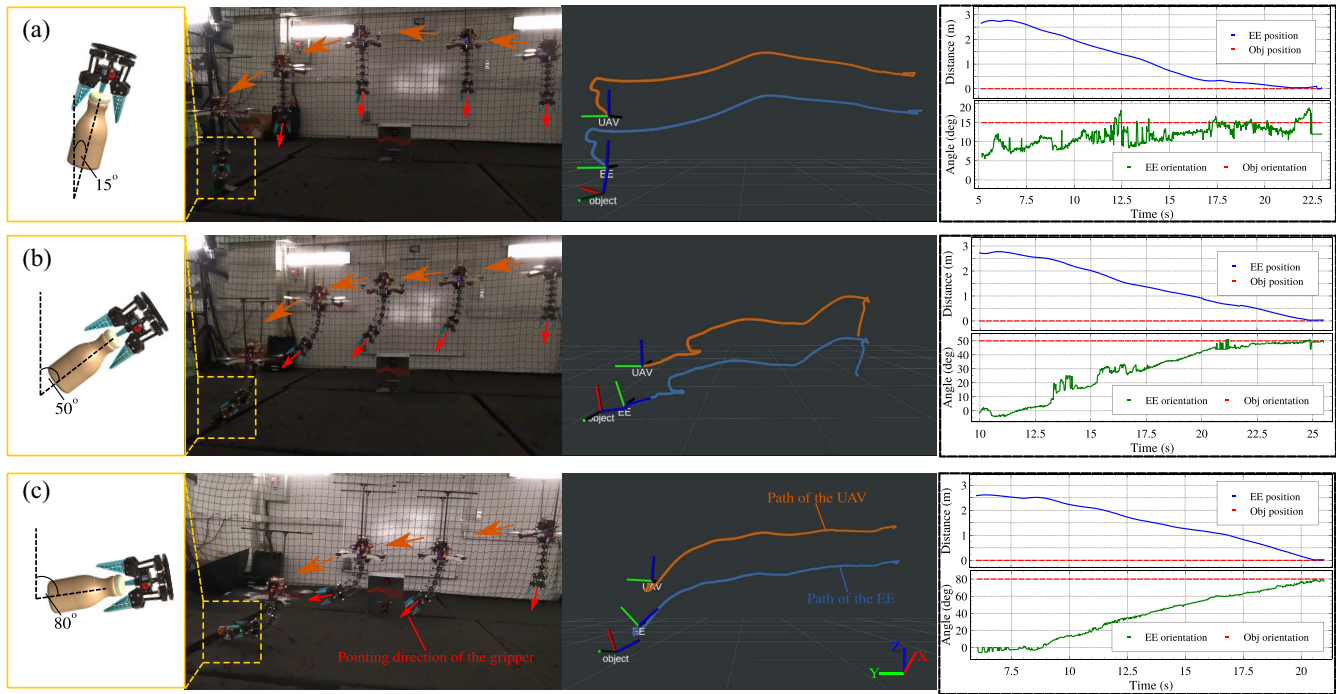 (a)
15°
UAV
EE
object
Distance (m)
3
2
1
0
EE position
Obj position
Angle (deg)
20
15
10
5
0
EE orientation
Obj orientation
5
7.5
10
12.5
15
17.5
20
22.5
Time (s)
(b)
50°
UAV
EE
object
Distance (m)
3
2
1
0
EE position
Obj position
Angle (deg)
50
40
30
20
10
0
EE orientation
Obj orientation
10
12.5
15
17.5
20
22.5
25
Time (s)
(c)
80°
Pointing direction of the gripper
Path of the UAV
Path of the EE
UAV
EE
object
Z
X
Y
Distance (m)
3
2
1
0
EE position
Obj position
Angle (deg)
80
60
40
20
0
EE orientation
Obj orientation
7.5
10
12.5
15
17.5
20
Time (s)